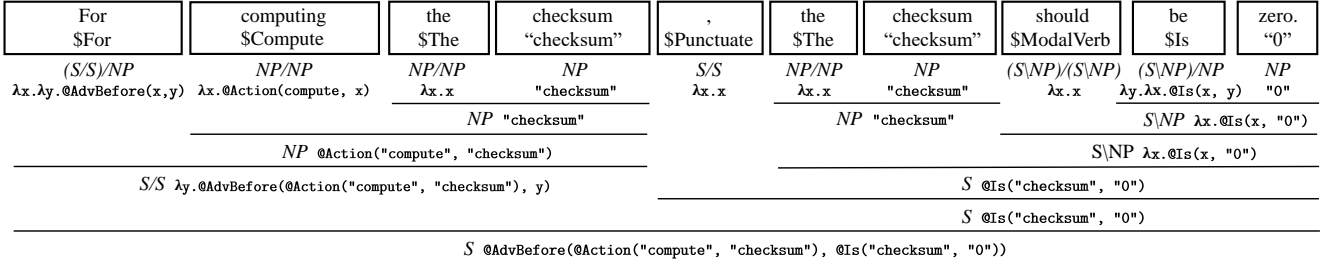 For computing the checksum , the checksum should be zero.
$For $Compute $The “checksum” $Punctuate $The “checksum” $ModalVerb $Is “0”
(S/S)/NP NP/NP NP/NP NP S/S NP/NP NP (S\NP)/(S\NP) (S\NP)/NP NP
λx.λy.@AdvBefore(x,y) λx.@Action(compute, x) λx.x "checksum" λx.x λx.x "checksum" λx.x λy.λx.@Is(x, y) "0"
NP "checksum" NP "checksum" S\NP λx.@Is(x, "0")
NP @Action("compute", "checksum") S\NP λx.@Is(x, "0")
S/S λy.@AdvBefore(@Action("compute", "checksum"), y) S @Is("checksum", "0")
S @Is("checksum", "0")
S @AdvBefore(@Action("compute", "checksum"), @Is("checksum", "0"))